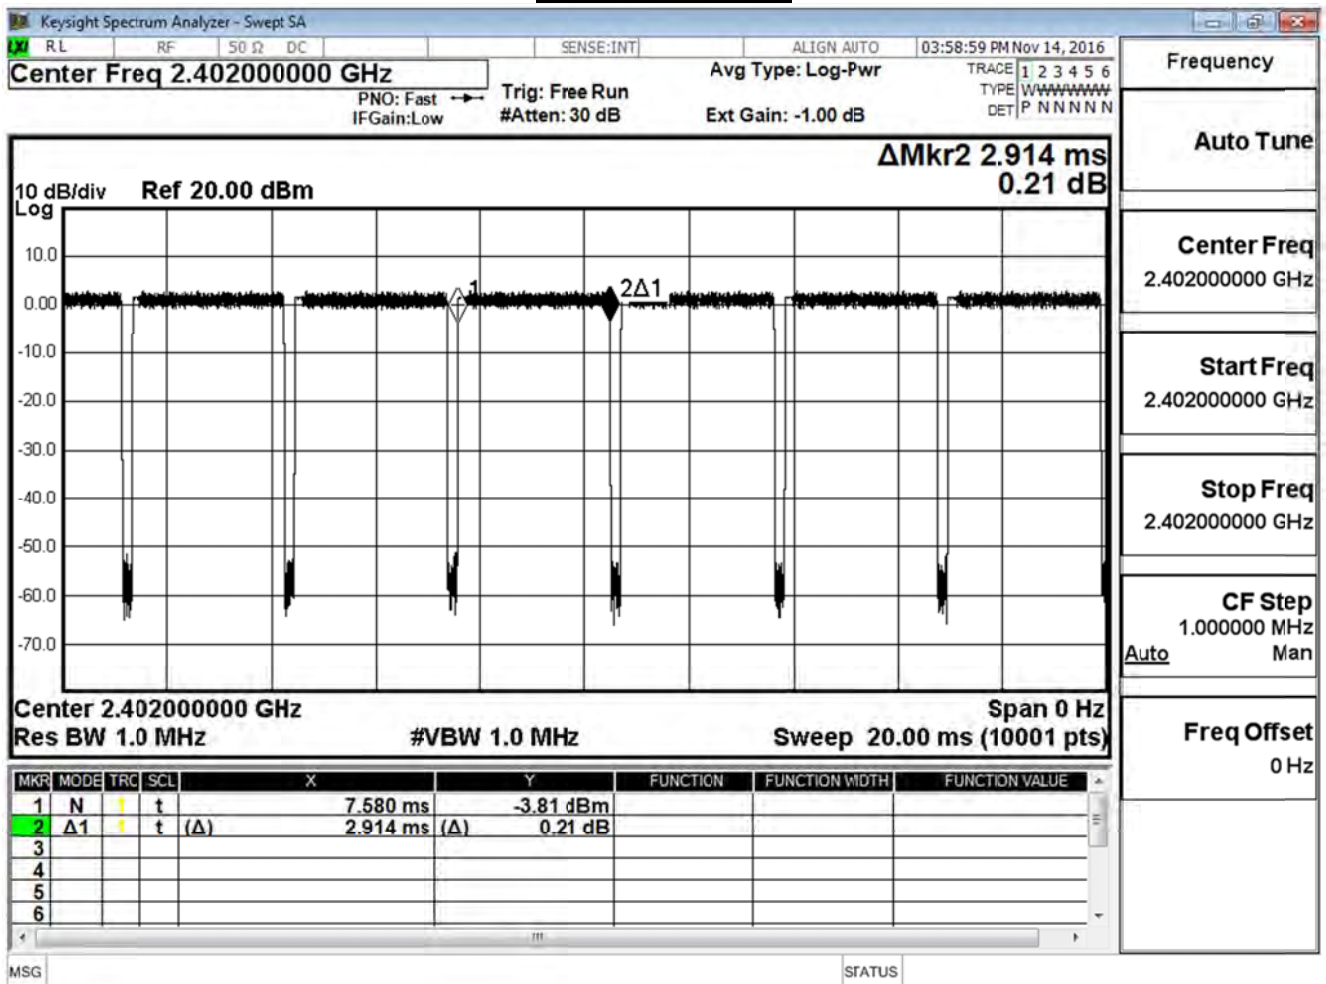 Keysight Spectrum Analyzer - Swept SA
LXI RL RF 50 Ω DC SENSE:INT ALIGN AUTO 03:58:59 PM Nov 14, 2016
Center Freq 2.402000000 GHz
PNO: Fast
IFGain:Low
Trig: Free Run
#Atten: 30 dB
Avg Type: Log-Pwr
Ext Gain: -1.00 dB
TRACE 1 2 3 4 5 6
TYPE WWWWWW
DET P N N N N N
ΔMkr2 2.914 ms
0.21 dB
10 dB/div Ref 20.00 dBm
Log
10.0
0.00
-10.0
-20.0
-30.0
-40.0
-50.0
-60.0
-70.0
1
2Δ1
Center 2.402000000 GHz Span 0 Hz
Res BW 1.0 MHz #VBW 1.0 MHz Sweep 20.00 ms (10001 pts)
MKR MODE TRC SCL X Y FUNCTION FUNCTION WIDTH FUNCTION VALUE
1 N 1 t 7.580 ms -3.81 dBm
2 Δ1 1 t (Δ) 2.914 ms (Δ) 0.21 dB
3
4
5
6
MSG STATUS
Frequency
Auto Tune
Center Freq
2.402000000 GHz
Start Freq
2.402000000 GHz
Stop Freq
2.402000000 GHz
CF Step
1.000000 MHz
Auto Man
Freq Offset
0 Hz